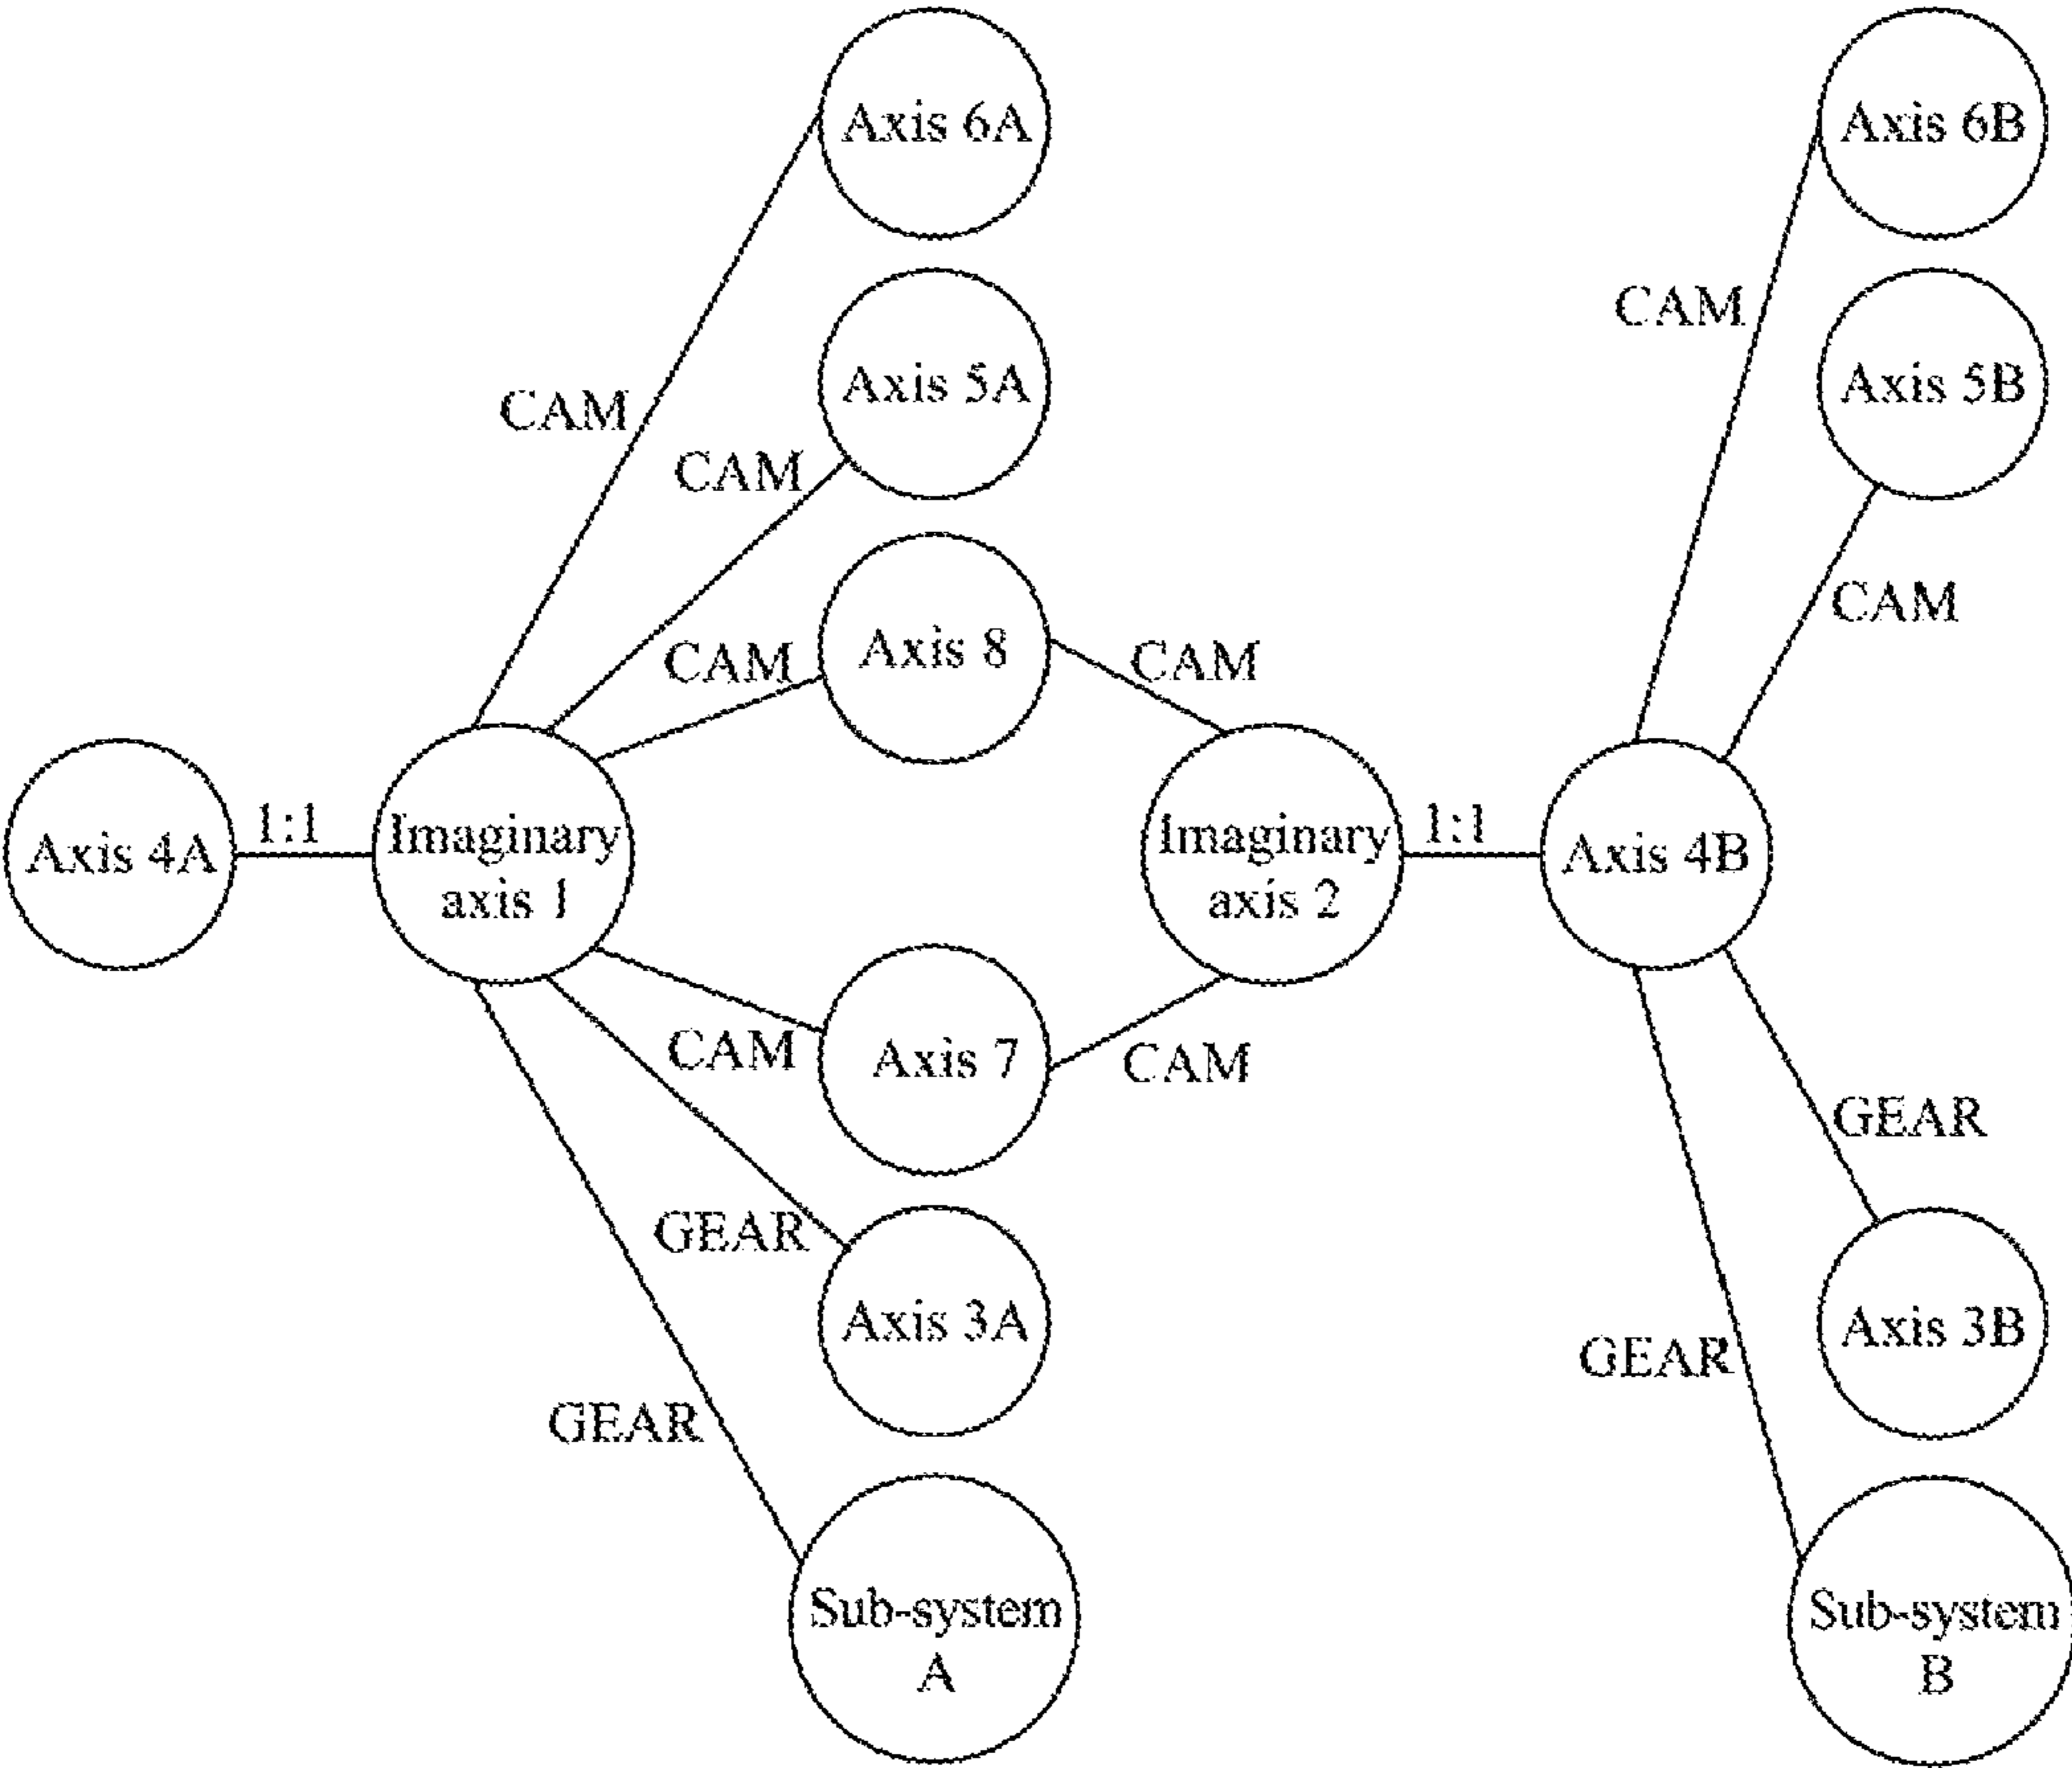 Axis 6A
Axis 6B
CAM
Axis 5A
Axis 5B
CAM
CAM
CAM
Axis 8
CAM
CAM
1:1
Axis 4A
Imaginary
axis 1
Imaginary
axis 2
1:1
Axis 4B
CAM
Axis 7
CAM
GEAR
GEAR
Axis 3A
Axis 3B
GEAR
GEAR
Sub-system
A
Sub-system
B